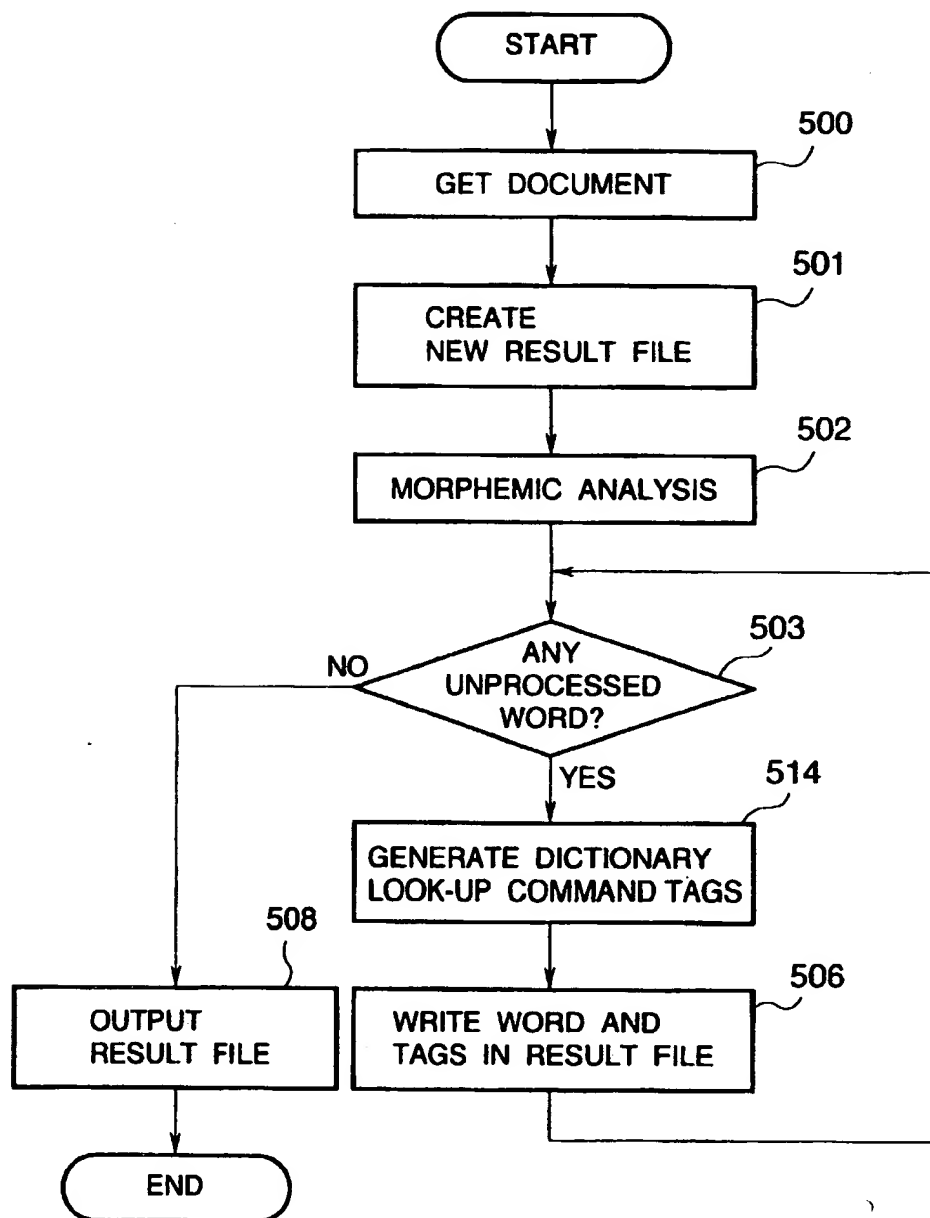 START
500
GET DOCUMENT
501
CREATE
NEW RESULT FILE
502
MORPHEMIC ANALYSIS
503
NO
ANY
UNPROCESSED
WORD?
YES
514
GENERATE DICTIONARY
LOOK-UP COMMAND TAGS
508
OUTPUT
RESULT FILE
506
WRITE WORD AND
TAGS IN RESULT FILE
END